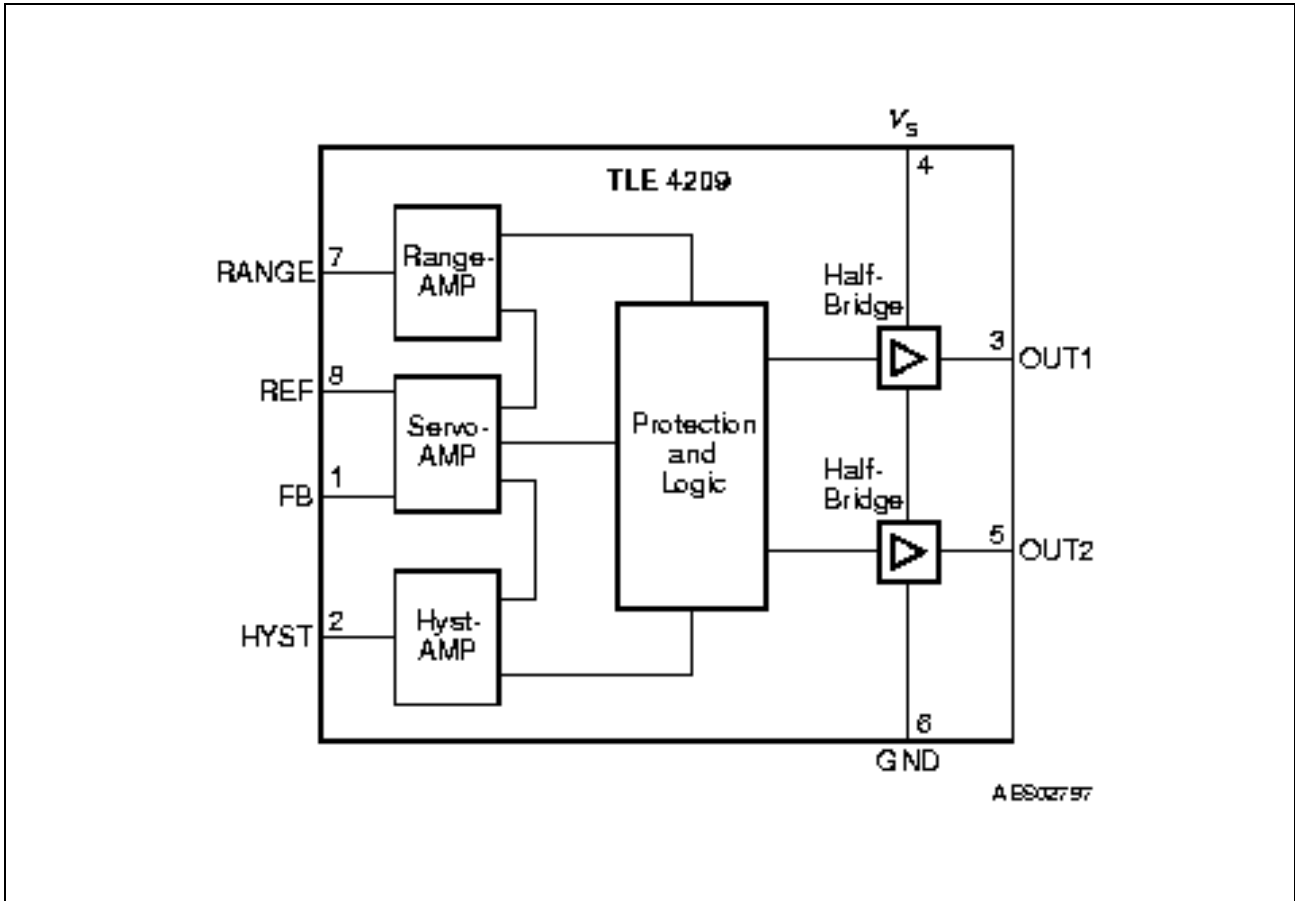 Vs
4
TLE 4209
RANGE
7
Range-
AMP
Half-
Bridge
3
OUT1
REF
8
Servo-
AMP
FB
1
Protection
and
Logic
Half-
Bridge
5
OUT2
HYST
2
Hyst-
AMP
6
GND
AES02797